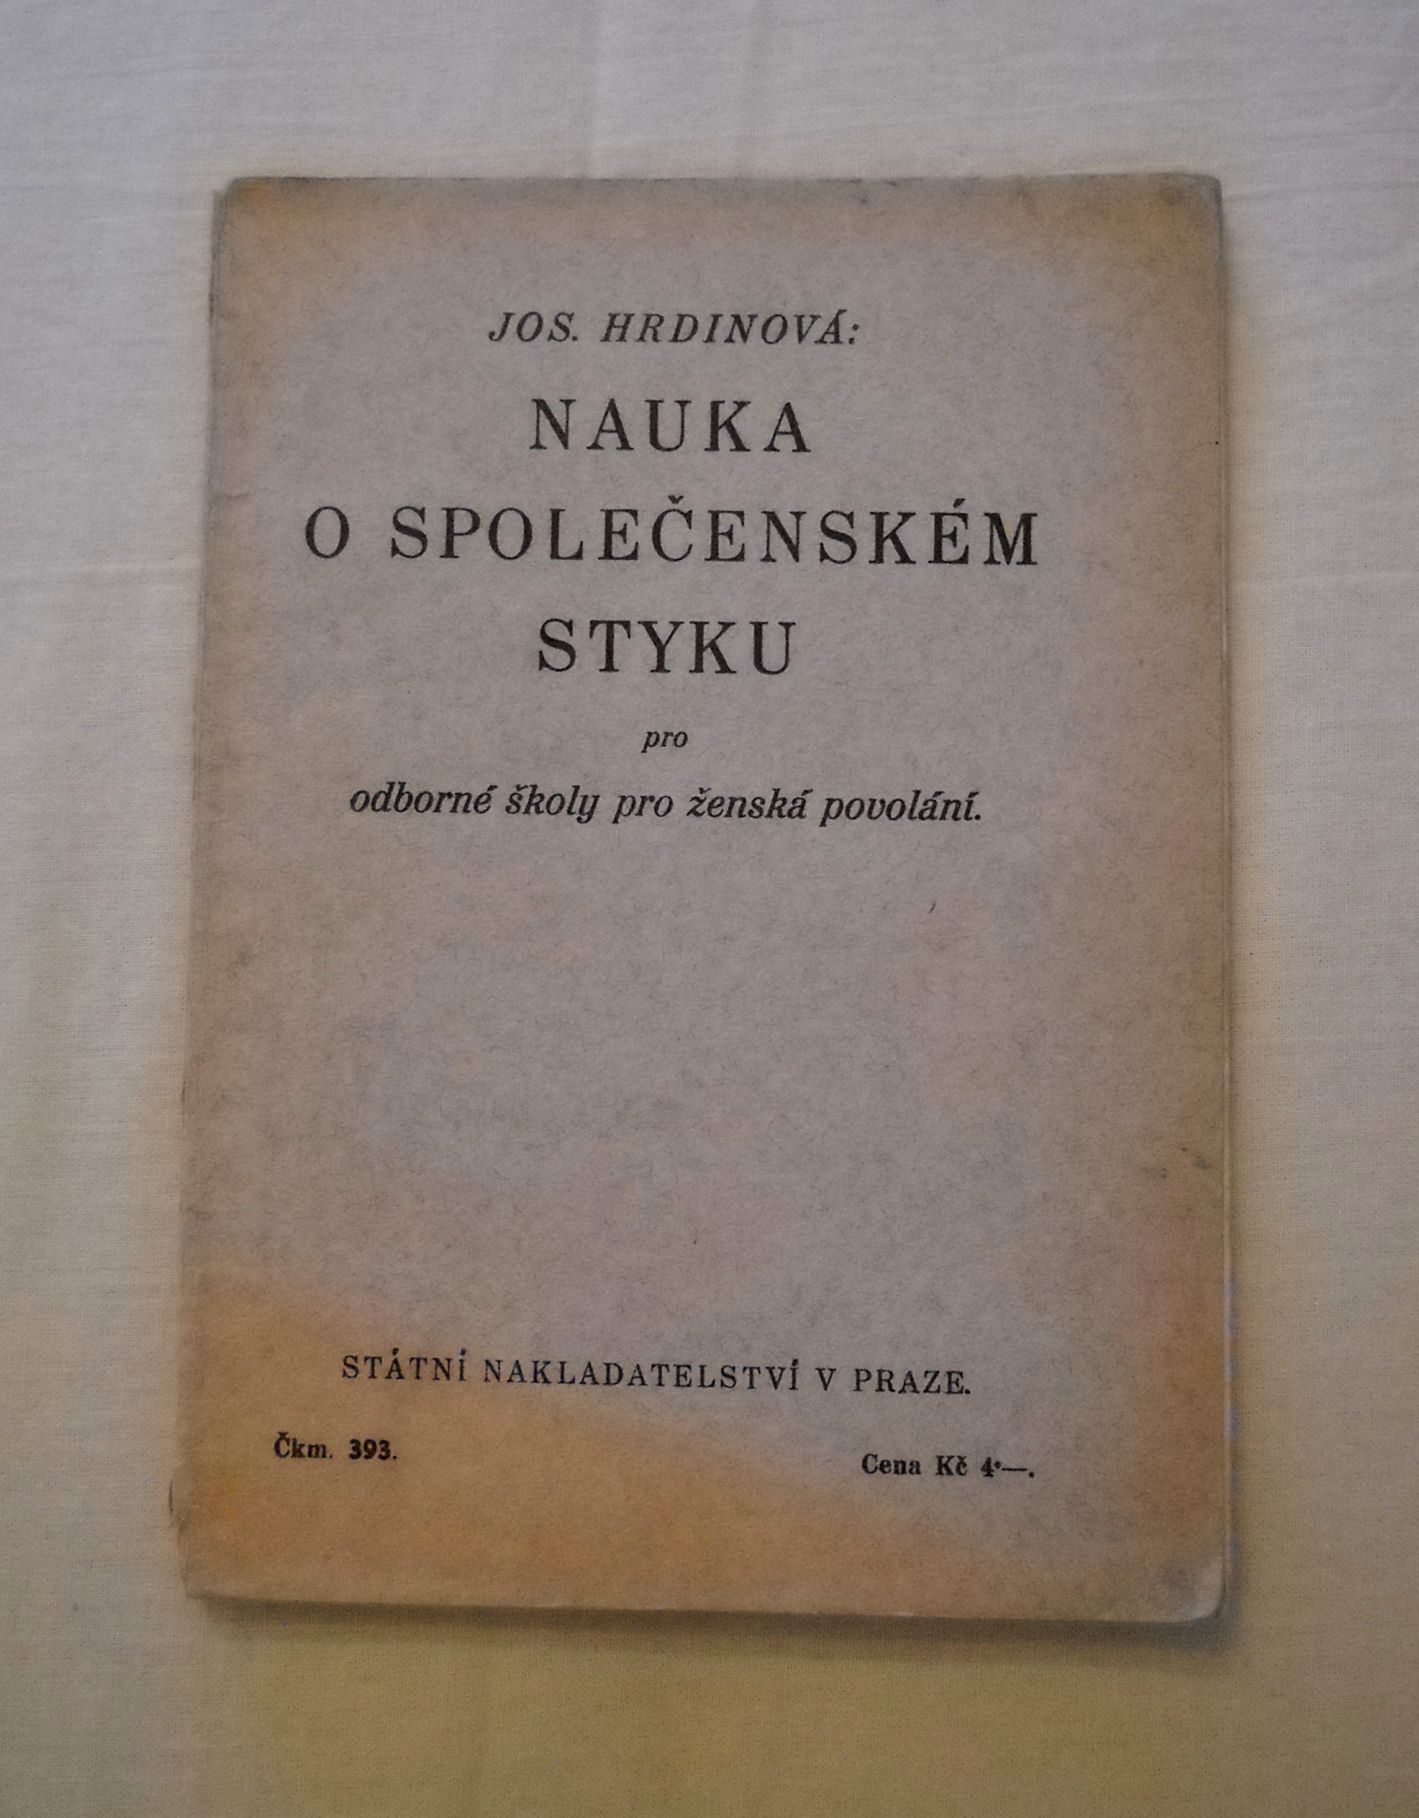 JOS. HRDINOVÁ:
NAUKA
O SPOLEČENSKÉM
STYKU
pro
odborné školy pro ženská povolání.
STÁTNÍ NAKLADATELSTVÍ V PRAZE.
Čkm. 393.
Cena Kč 4·—.